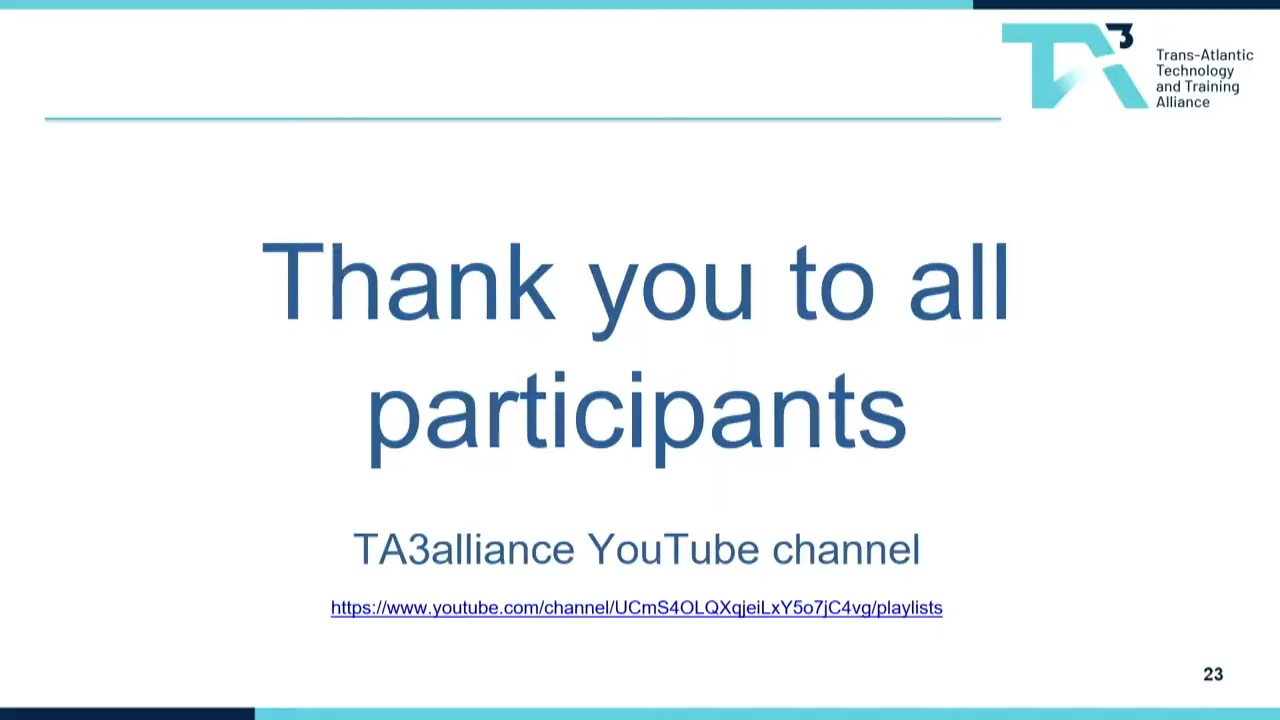 TA3
Trans-Atlantic
Technology
and Training
Alliance
Thank you to all
participants
TA3alliance YouTube channel
https://www.youtube.com/channel/UCmS4OLQXqjeiLxY5o7jC4vg/playlists
23